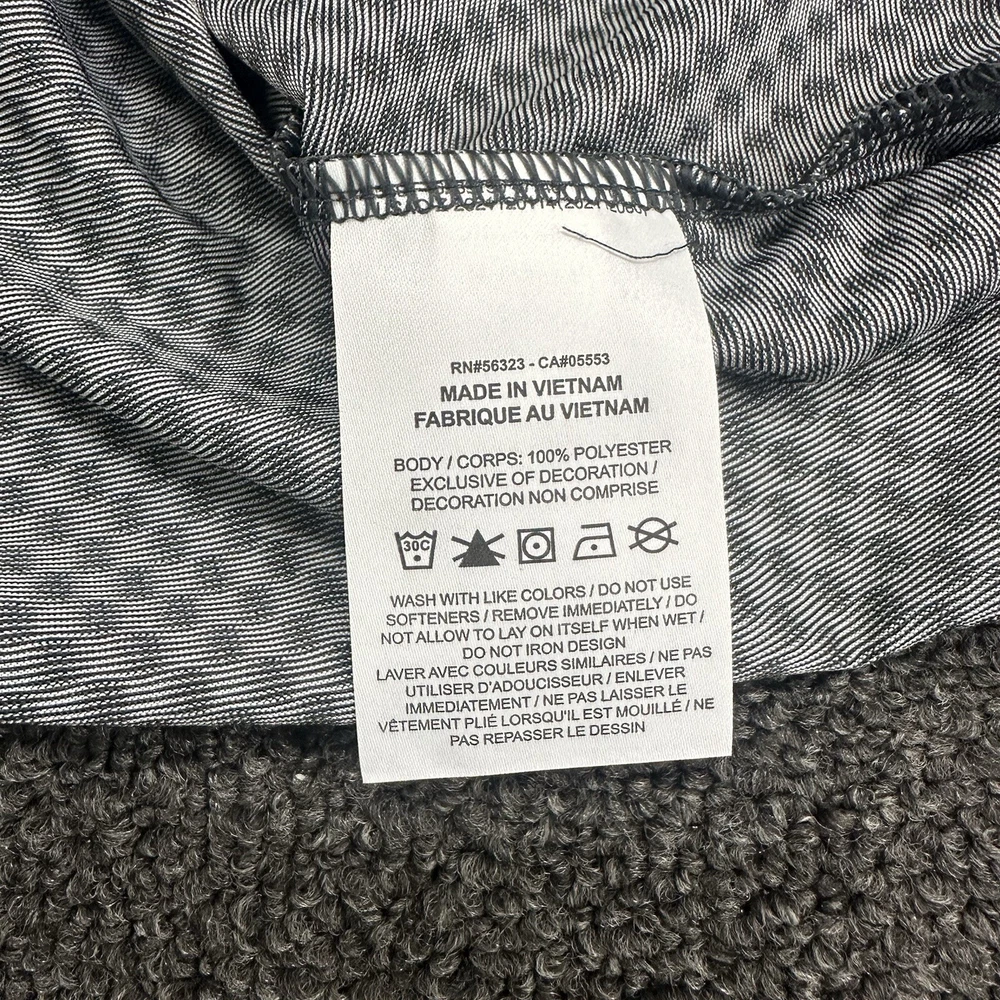 RN#56323 - CA#05553
MADE IN VIETNAM
FABRIQUE AU VIETNAM
BODY / CORPS: 100% POLYESTER
EXCLUSIVE OF DECORATION /
DECORATION NON COMPRISE
30C
WASH WITH LIKE COLORS / DO NOT USE
SOFTENERS / REMOVE IMMEDIATELY / DO
NOT ALLOW TO LAY ON ITSELF WHEN WET /
DO NOT IRON DESIGN
LAVER AVEC COULEURS SIMILAIRES / NE PAS
UTILISER D'ADOUCISSEUR / ENLEVER
IMMEDIATEMENT / NE PAS LAISSER LE
VÊTEMENT PLIÉ LORSQU'IL EST MOUILLÉ / NE
PAS REPASSER LE DESSIN